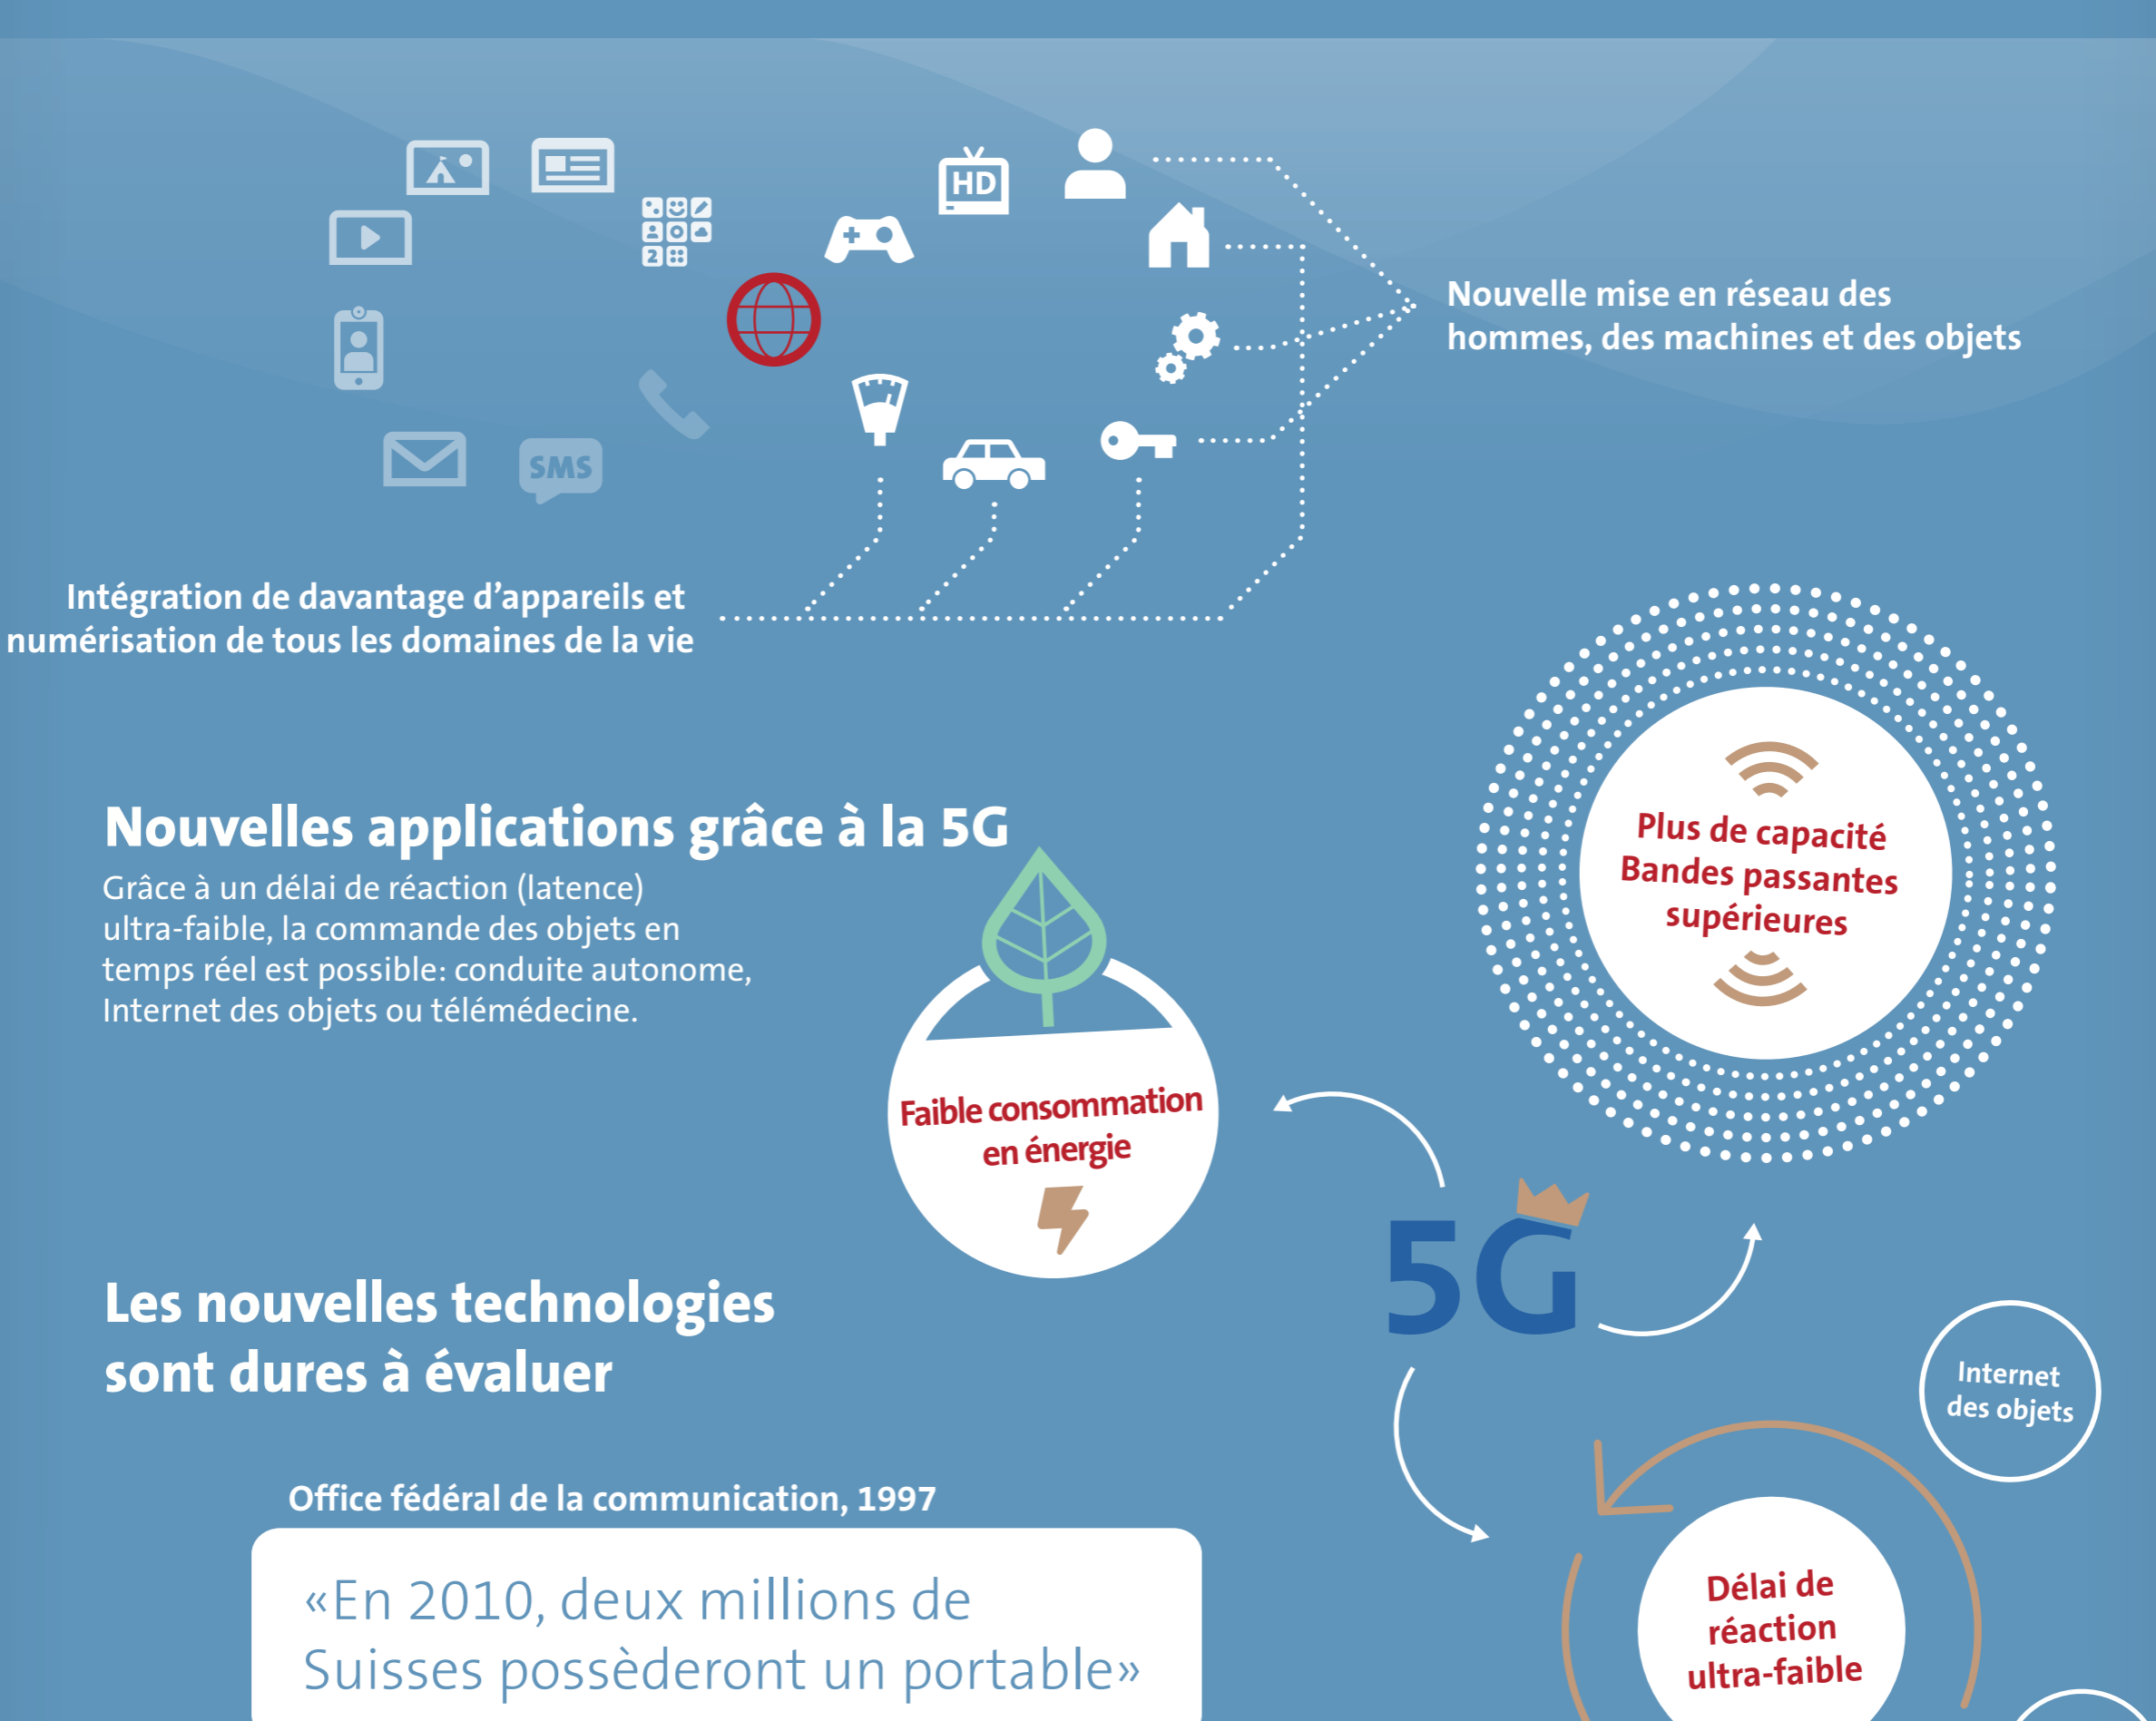 HD
2
SMS
Nouvelle mise en réseau des
hommes, des machines et des objets
Intégration de davantage d’appareils et
numérisation de tous les domaines de la vie
Nouvelles applications grâce à la 5G
Grâce à un délai de réaction (latence)
ultra-faible, la commande des objets en
temps réel est possible: conduite autonome,
Internet des objets ou télémédecine.
Plus de capacité
Bandes passantes
supérieures
Faible consommation
en énergie
5G
Les nouvelles technologies
sont dures à évaluer
Internet
des objets
Office fédéral de la communication, 1997
«En 2010, deux millions de
Suisses possèderont un portable»
Délai de
réaction
ultra-faible